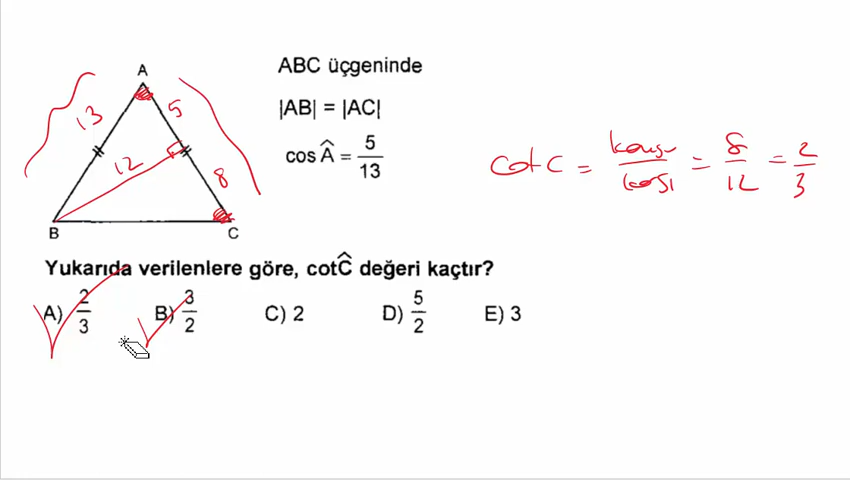 ABC üçgeninde
|AB| = |AC|
cos Â = 5/13
A
B
C
13
5
12
8
cot C = komşu/karşı = 8/12 = 2/3
Yukarıda verilenlere göre, cotĈ değeri kaçtır?
A) 2/3 B) 3/2 C) 2 D) 5/2 E) 3